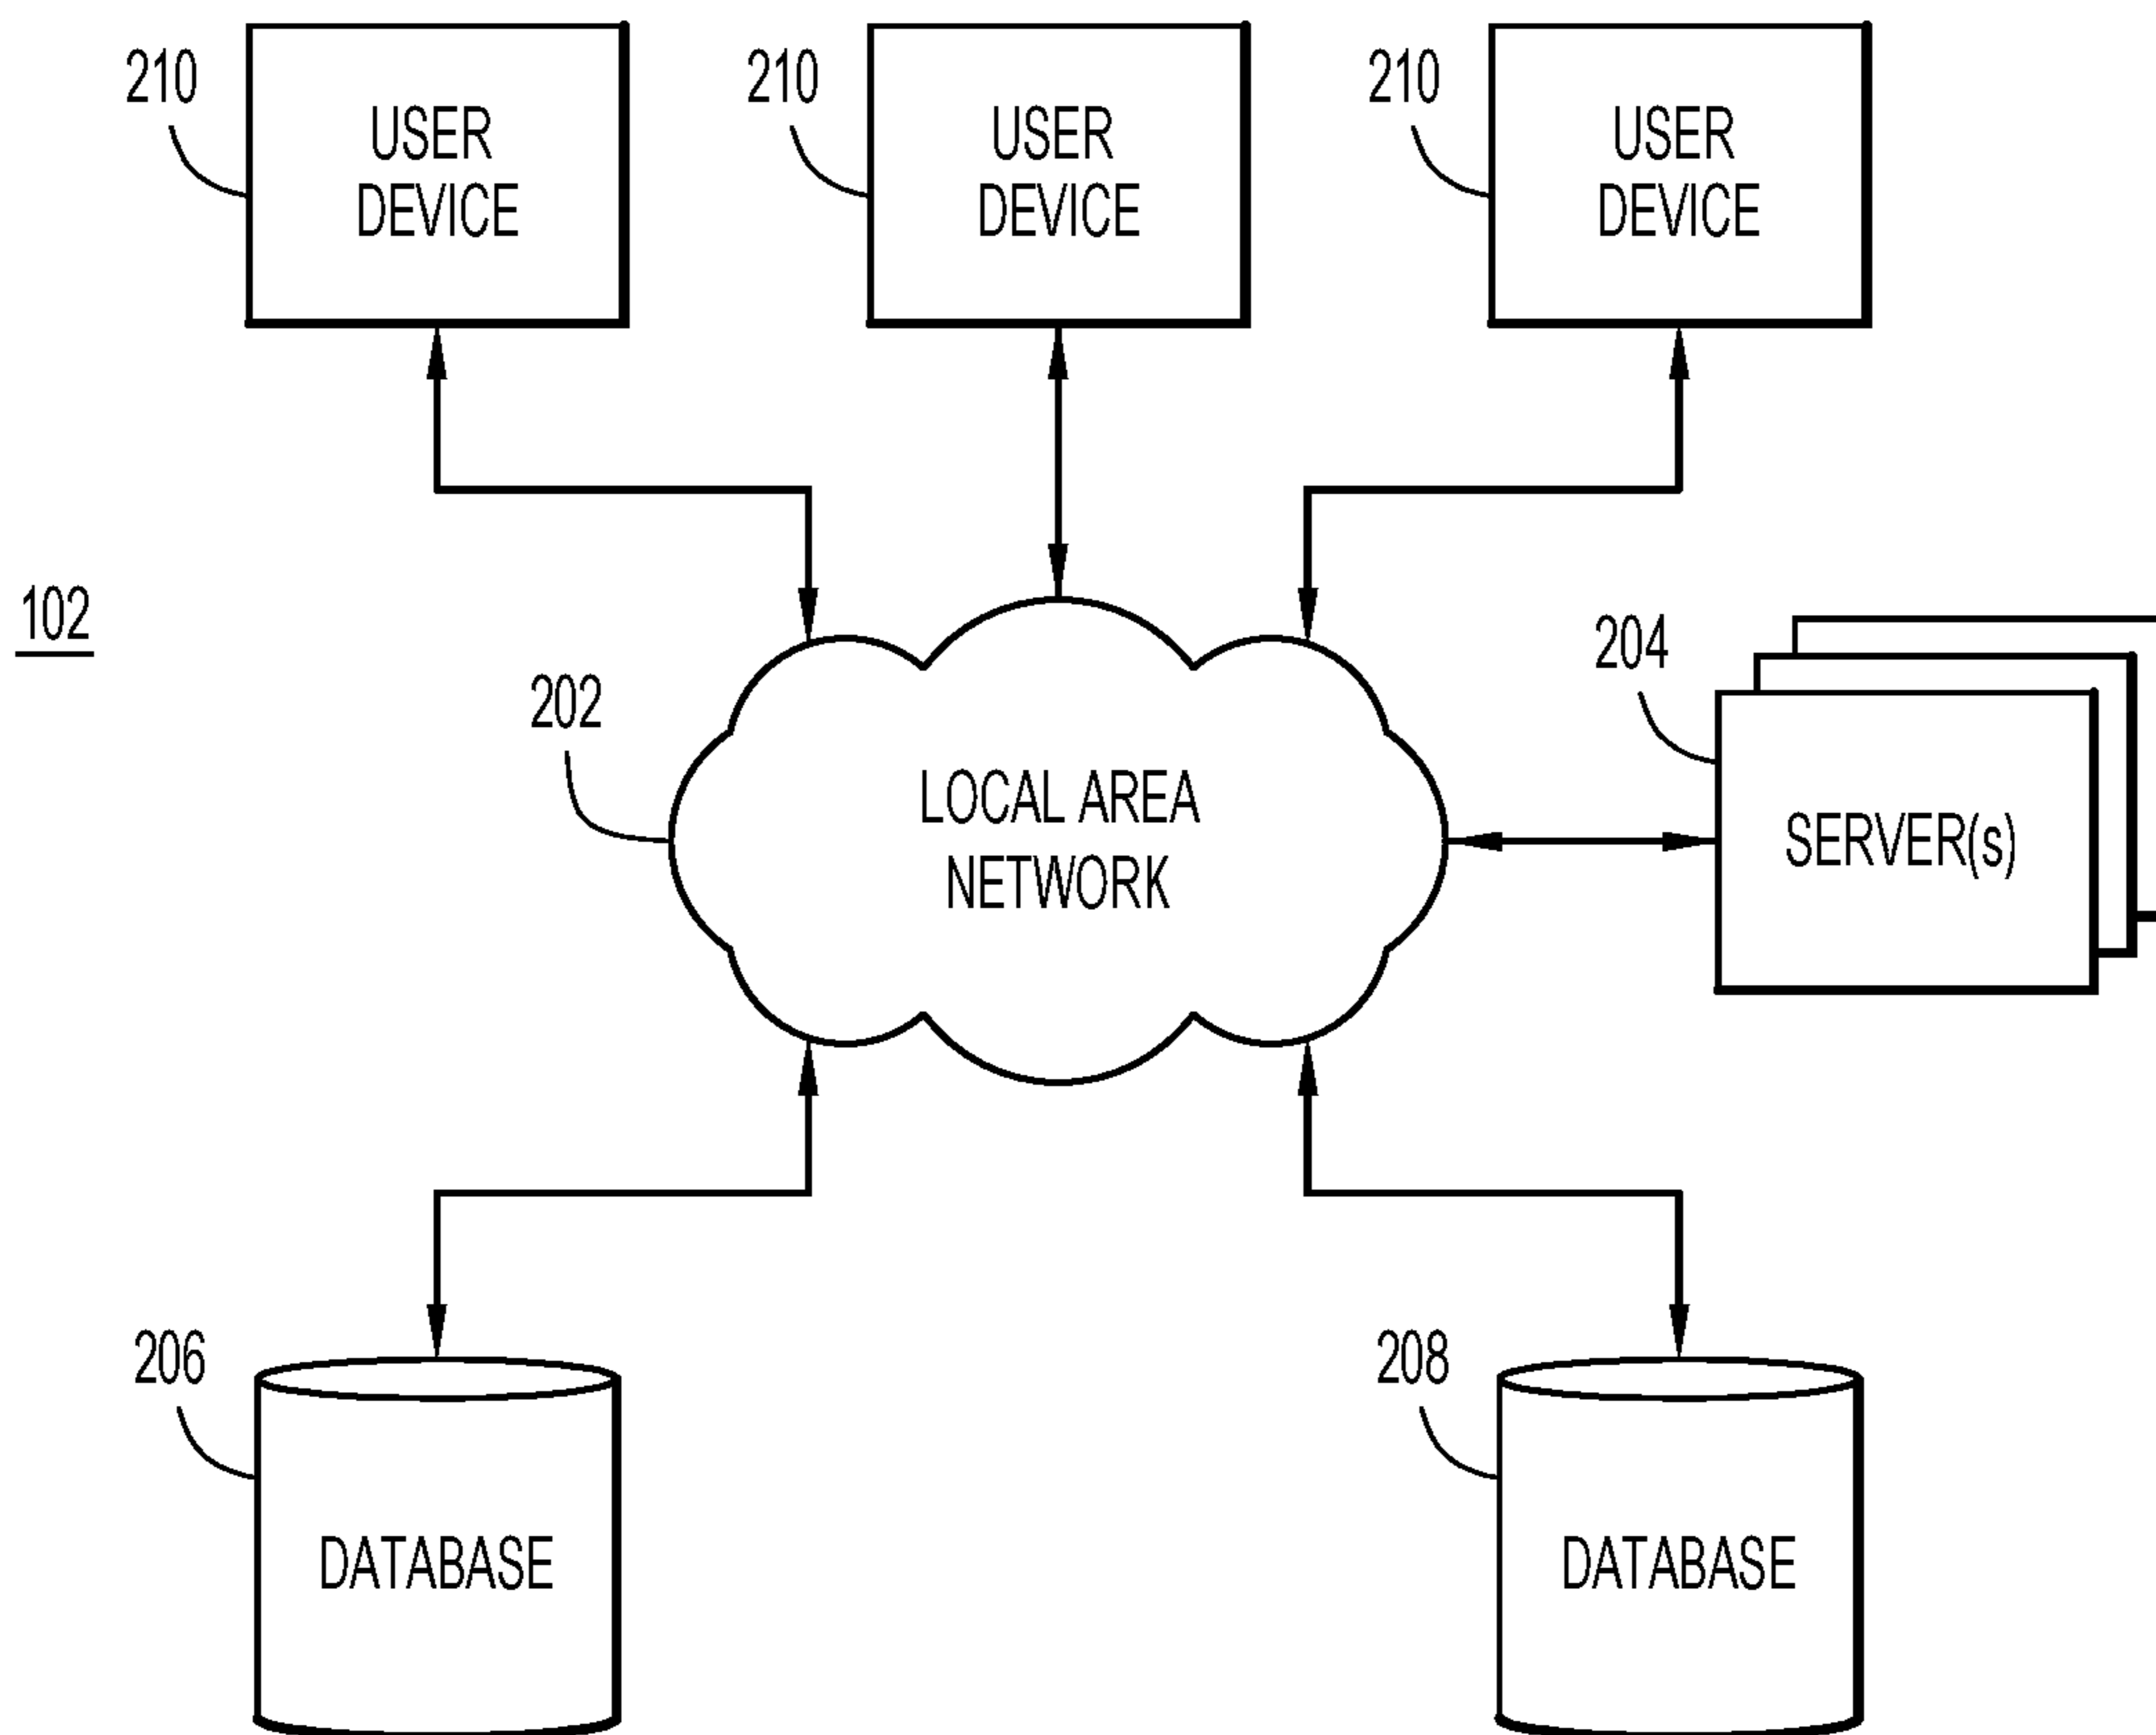 210
USER
DEVICE
210
USER
DEVICE
210
USER
DEVICE
102
202
LOCAL AREA
NETWORK
204
SERVER(s)
206
DATABASE
208
DATABASE